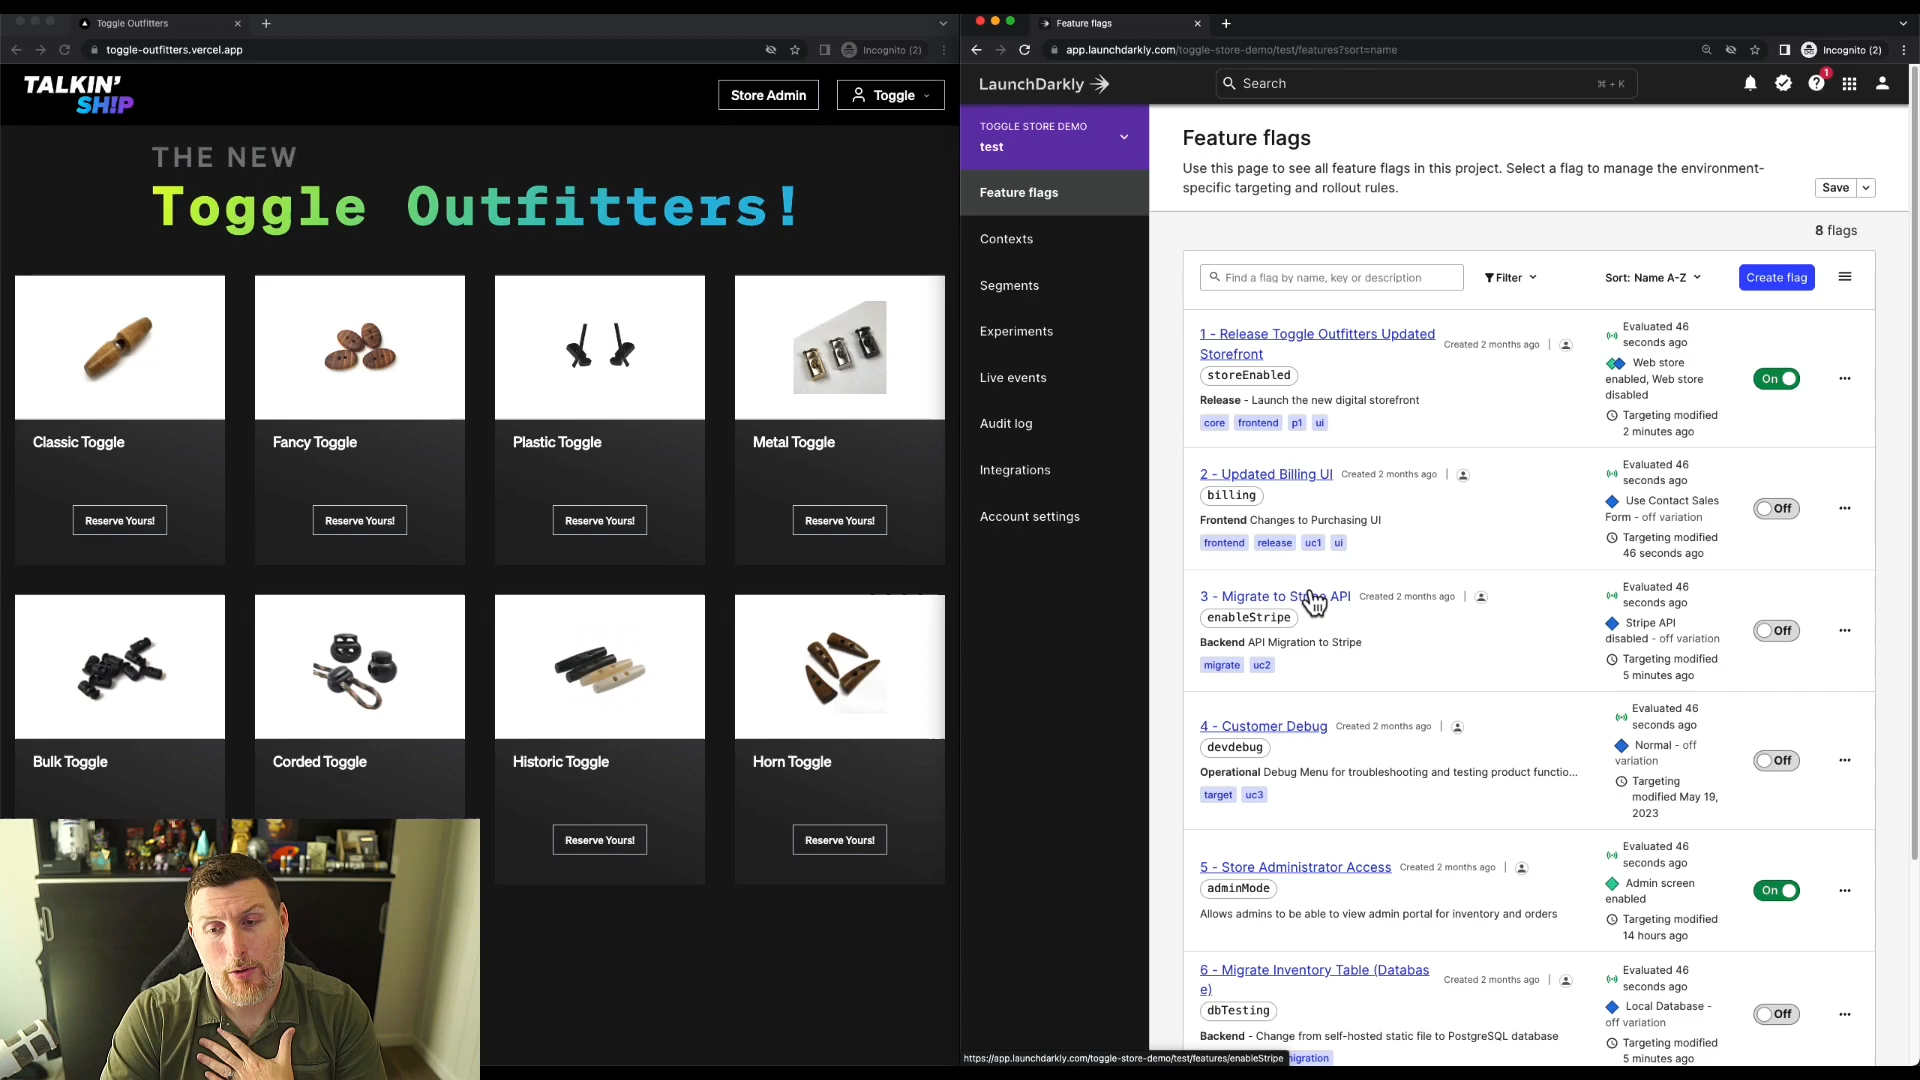 Toggle Outfitters
toggle-outfitters.vercel.app
Incognito (2)
TALKIN'
SH!P
Store Admin
Toggle
THE NEW
Toggle Outfitters!
Classic Toggle
Fancy Toggle
Plastic Toggle
Metal Toggle
Reserve Yours!
Reserve Yours!
Reserve Yours!
Reserve Yours!
Bulk Toggle
Corded Toggle
Historic Toggle
Horn Toggle
Reserve Yours!
Reserve Yours!
Feature flags
app.launchdarkly.com/toggle-store-demo/test/features?sort=name
Incognito (2)
LaunchDarkly
Search
⌘ + K
1
TOGGLE STORE DEMO
test
Feature flags
Contexts
Segments
Experiments
Live events
Audit log
Integrations
Account settings
Feature flags
Use this page to see all feature flags in this project. Select a flag to manage the environment-
specific targeting and rollout rules.
Save
8 flags
Find a flag by name, key or description
Filter
Sort: Name A-Z
Create flag
1 - Release Toggle Outfitters Updated
Storefront
Created 2 months ago
storeEnabled
Release - Launch the new digital storefront
core frontend p1 ui
Evaluated 46
seconds ago
Web store
enabled, Web store
disabled
Targeting modified
2 minutes ago
On
2 - Updated Billing UI
Created 2 months ago
billing
Frontend Changes to Purchasing UI
frontend release uc1 ui
Evaluated 46
seconds ago
Use Contact Sales
Form - off variation
Targeting modified
46 seconds ago
Off
3 - Migrate to Stripe API
Created 2 months ago
enableStripe
Backend API Migration to Stripe
migrate uc2
Evaluated 46
seconds ago
Stripe API
disabled - off variation
Targeting modified
5 minutes ago
Off
4 - Customer Debug
Created 2 months ago
devdebug
Operational Debug Menu for troubleshooting and testing product functio...
target uc3
Evaluated 46
seconds ago
Normal - off
variation
Targeting
modified May 19,
2023
Off
5 - Store Administrator Access
Created 2 months ago
adminMode
Allows admins to be able to view admin portal for inventory and orders
Evaluated 46
seconds ago
Admin screen
enabled
Targeting modified
14 hours ago
On
6 - Migrate Inventory Table (Databas
e)
Created 2 months ago
dbTesting
Backend - Change from self-hosted static file to PostgreSQL database
Evaluated 46
seconds ago
Local Database -
off variation
Targeting modified
5 minutes ago
Off
https://app.launchdarkly.com/toggle-store-demo/test/features/enableStripe